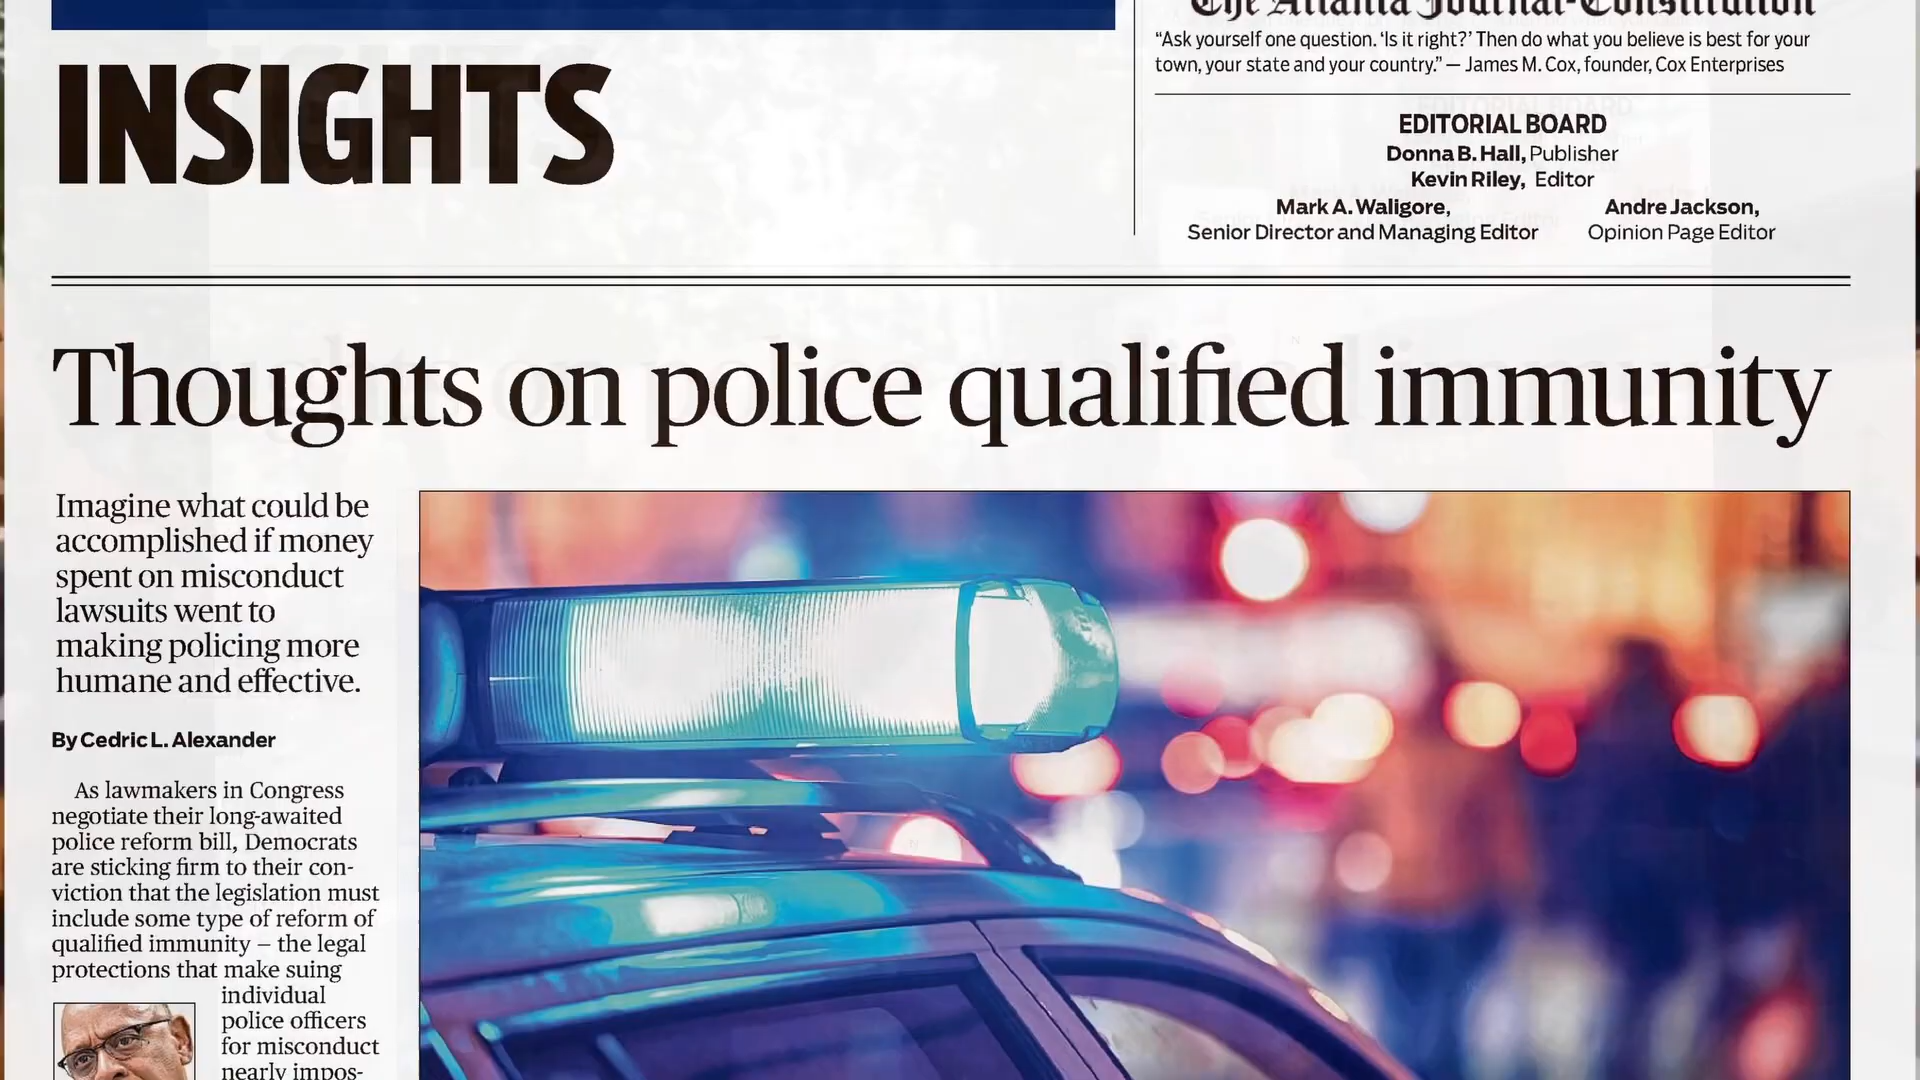 The Atlanta Journal-Constitution
“Ask yourself one question. ‘Is it right?’ Then do what you believe is best for your
town, your state and your country.” — James M. Cox, founder, Cox Enterprises
INSIGHTS
EDITORIAL BOARD
Donna B. Hall, Publisher
Kevin Riley, Editor
Mark A. Waligore,
Senior Director and Managing Editor
Andre Jackson,
Opinion Page Editor
Thoughts on police qualified immunity
Imagine what could be
accomplished if money
spent on misconduct
lawsuits went to
making policing more
humane and effective.
By Cedric L. Alexander
As lawmakers in Congress
negotiate their long-awaited
police reform bill, Democrats
are sticking firm to their con-
viction that the legislation must
include some type of reform of
qualified immunity – the legal
protections that make suing
individual
police officers
for misconduct
nearly impos-